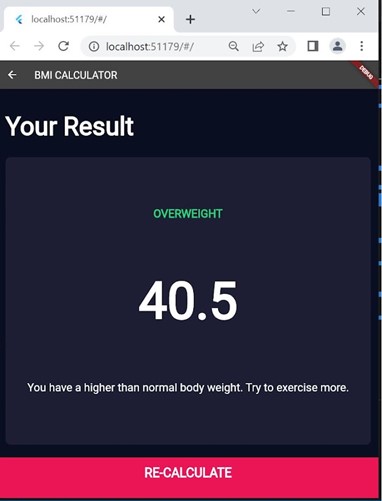 localhost:51179/#/
localhost:51179/#/
BMI CALCULATOR
DEBUG
Your Result
OVERWEIGHT
40.5
You have a higher than normal body weight. Try to exercise more.
RE-CALCULATE